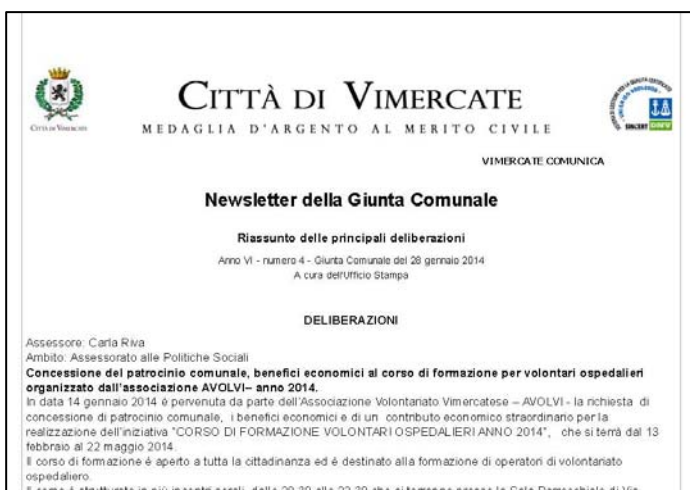 CITTÀ DI VIMERCATE
MEDAGLIA D'ARGENTO AL MERITO CIVILE
CITTÀ DI VIMERCATE
SINCERT DNV
VIMERCATE COMUNICA
Newsletter della Giunta Comunale
Riassunto delle principali deliberazioni
Anno VI - numero 4 - Giunta Comunale del 28 gennaio 2014
A cura dell'Ufficio Stampa
DELIBERAZIONI
Assessore: Carla Riva
Ambito: Assessorato alle Politiche Sociali
Concessione del patrocinio comunale, benefici economici al corso di formazione per volontari ospedalieri
organizzato dall'associazione AVOLVI– anno 2014.
In data 14 gennaio 2014 è pervenuta da parte dell'Associazione Volontariato Vimercatese – AVOLVI - la richiesta di
concessione di patrocinio comunale, i benefici economici e di un contributo economico straordinario per la
realizzazione dell'iniziativa "CORSO DI FORMAZIONE VOLONTARI OSPEDALIERI ANNO 2014", che si terrà dal 13
febbraio al 22 maggio 2014.
Il corso di formazione è aperto a tutta la cittadinanza ed è destinato alla formazione di operatori di volontariato
ospedaliero.